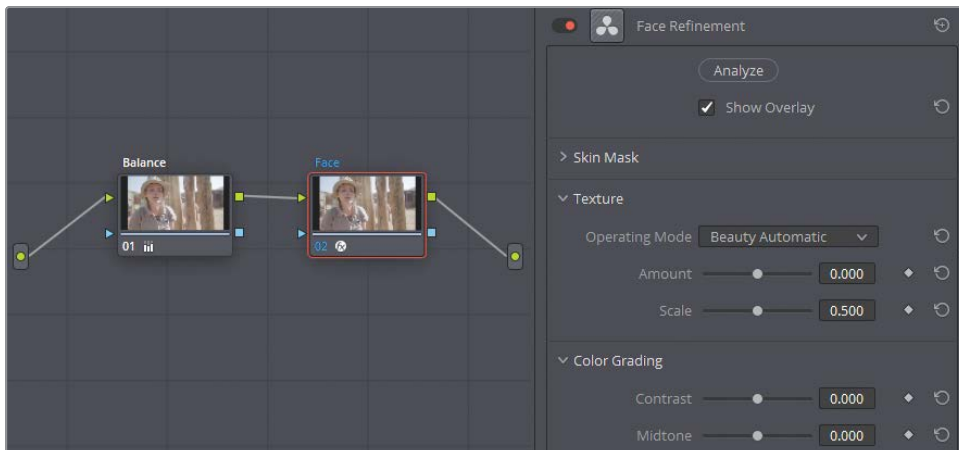 Balance
01
Face
02
fx
Face Refinement
Analyze
Show Overlay
Skin Mask
Texture
Operating Mode Beauty Automatic
Amount 0.000
Scale 0.500
Color Grading
Contrast 0.000
Midtone 0.000